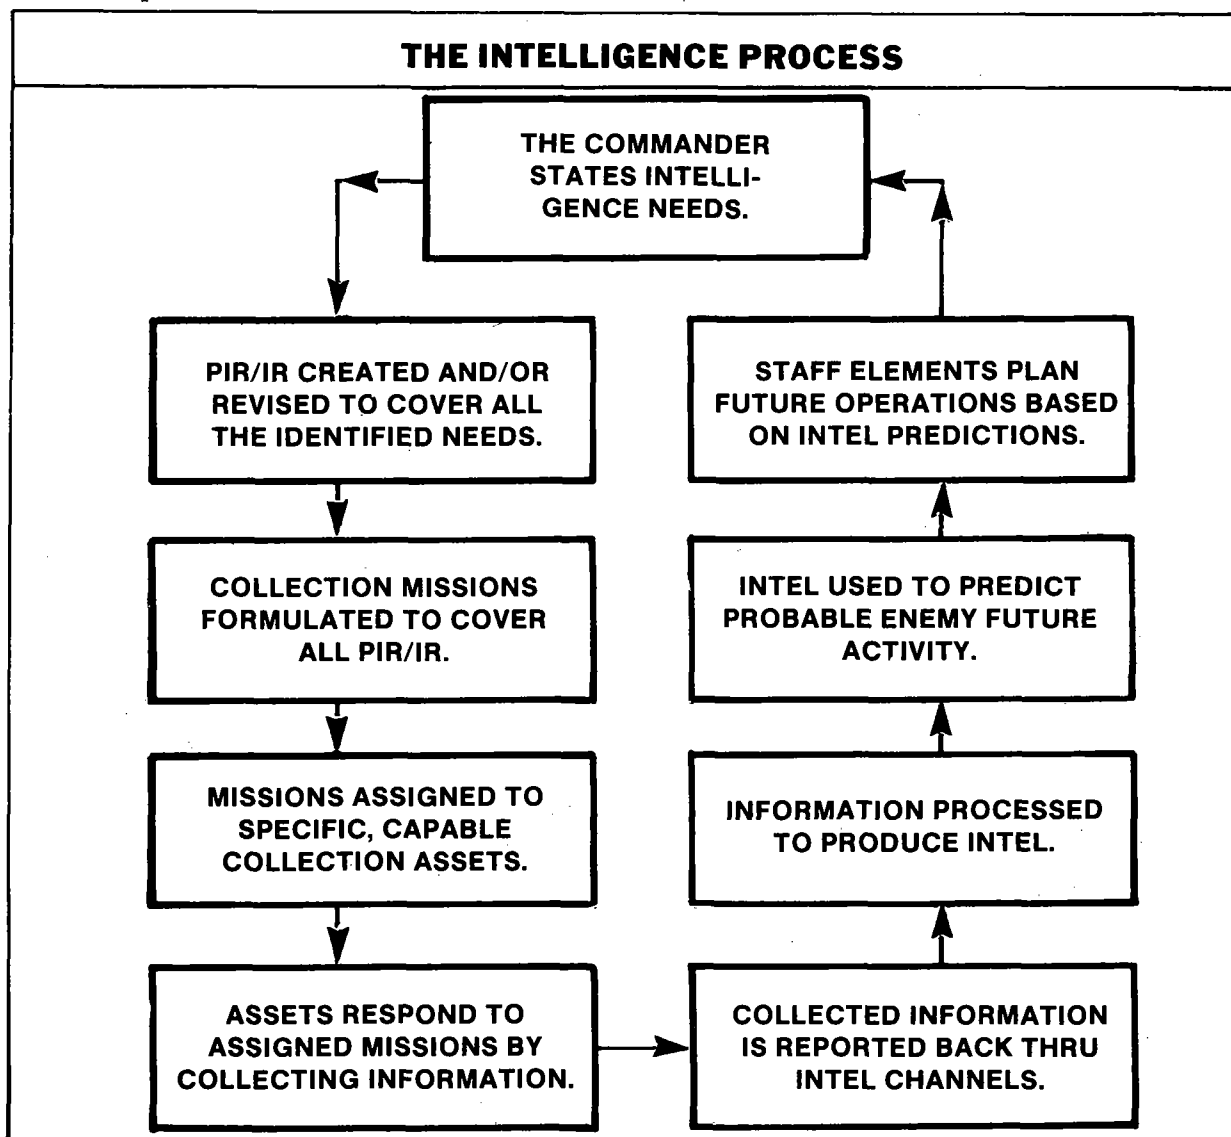 THE INTELLIGENCE PROCESS
THE COMMANDER
STATES INTELLI-
GENCE NEEDS.
PIR/IR CREATED AND/OR
REVISED TO COVER ALL
THE IDENTIFIED NEEDS.
COLLECTION MISSIONS
FORMULATED TO COVER
ALL PIR/IR.
MISSIONS ASSIGNED TO
SPECIFIC, CAPABLE
COLLECTION ASSETS.
ASSETS RESPOND TO
ASSIGNED MISSIONS BY
COLLECTING INFORMATION.
COLLECTED INFORMATION
IS REPORTED BACK THRU
INTEL CHANNELS.
INFORMATION PROCESSED
TO PRODUCE INTEL.
INTEL USED TO PREDICT
PROBABLE ENEMY FUTURE
ACTIVITY.
STAFF ELEMENTS PLAN
FUTURE OPERATIONS BASED
ON INTEL PREDICTIONS.